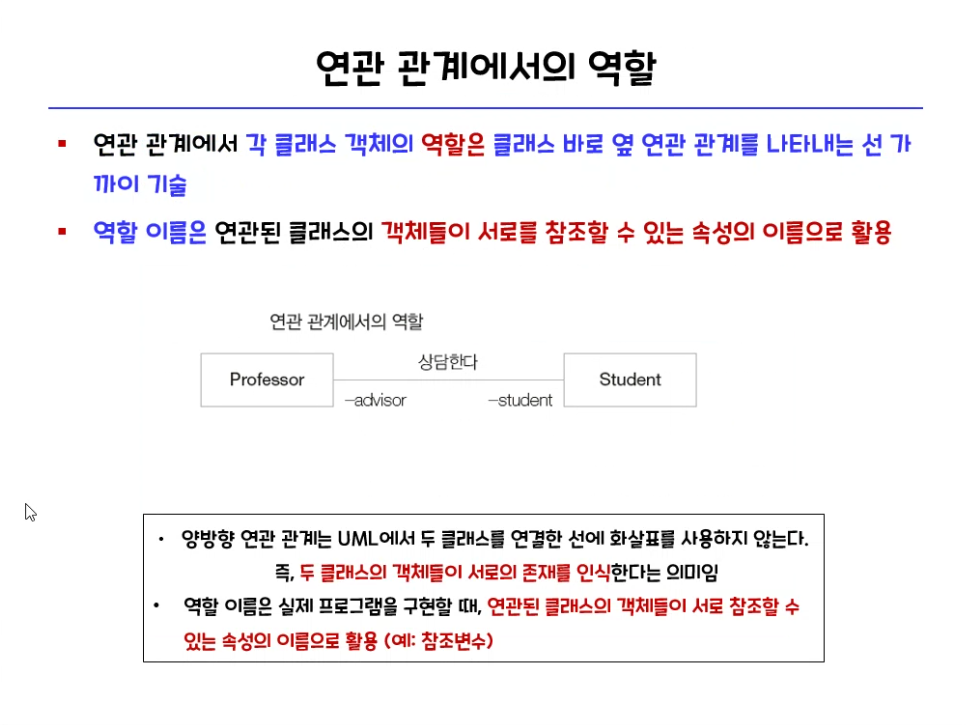 연관 관계에서의 역할
▪ 연관 관계에서 각 클래스 객체의 역할은 클래스 바로 옆 연관 관계를 나타내는 선 가
까이 기술
▪ 역할 이름은 연관된 클래스의 객체들이 서로를 참조할 수 있는 속성의 이름으로 활용
연관 관계에서의 역할
상담한다
Professor
Student
–advisor
–student
• 양방향 연관 관계는 UML에서 두 클래스를 연결한 선에 화살표를 사용하지 않는다.
즉, 두 클래스의 객체들이 서로의 존재를 인식한다는 의미임
• 역할 이름은 실제 프로그램을 구현할 때, 연관된 클래스의 객체들이 서로 참조할 수
있는 속성의 이름으로 활용 (예: 참조변수)